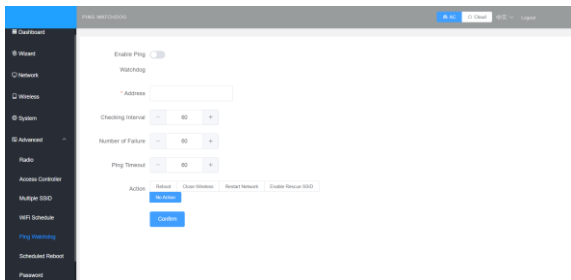 PING WATCHDOG
AC
Cloud
Logout
Dashboard
Wizard
Network
Wireless
System
Advanced
Radio
Access Controller
Multiple SSID
WiFi Schedule
Ping Watchdog
Scheduled Reboot
Password
Enable Ping
Watchdog
* Address
Checking Interval
− 60 +
Number of Failure
− 60 +
Ping Timeout
− 60 +
Action
Reboot
Close Wireless
Restart Network
Enable Rescue SSID
No Action
Confirm